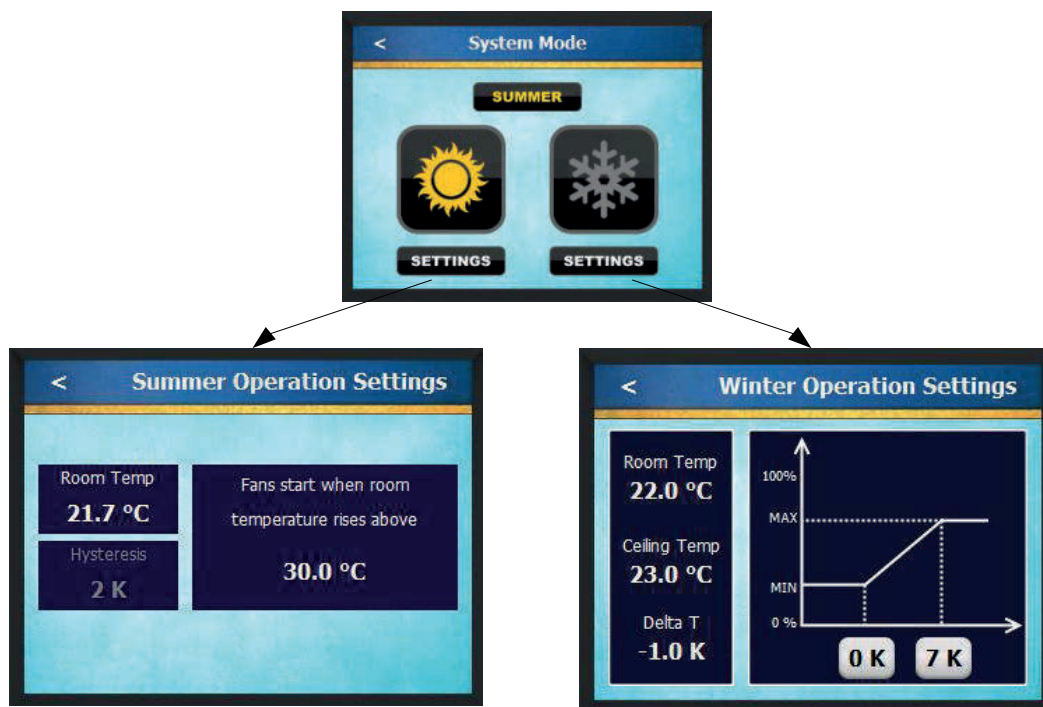 < System Mode
SUMMER
SETTINGS SETTINGS
< Summer Operation Settings
Room Temp
21.7 °C
Hysteresis
2 K
Fans start when room
temperature rises above
30.0 °C
< Winter Operation Settings
Room Temp
22.0 °C
Ceiling Temp
23.0 °C
Delta T
-1.0 K
100%
MAX
MIN
0 %
0 K 7 K